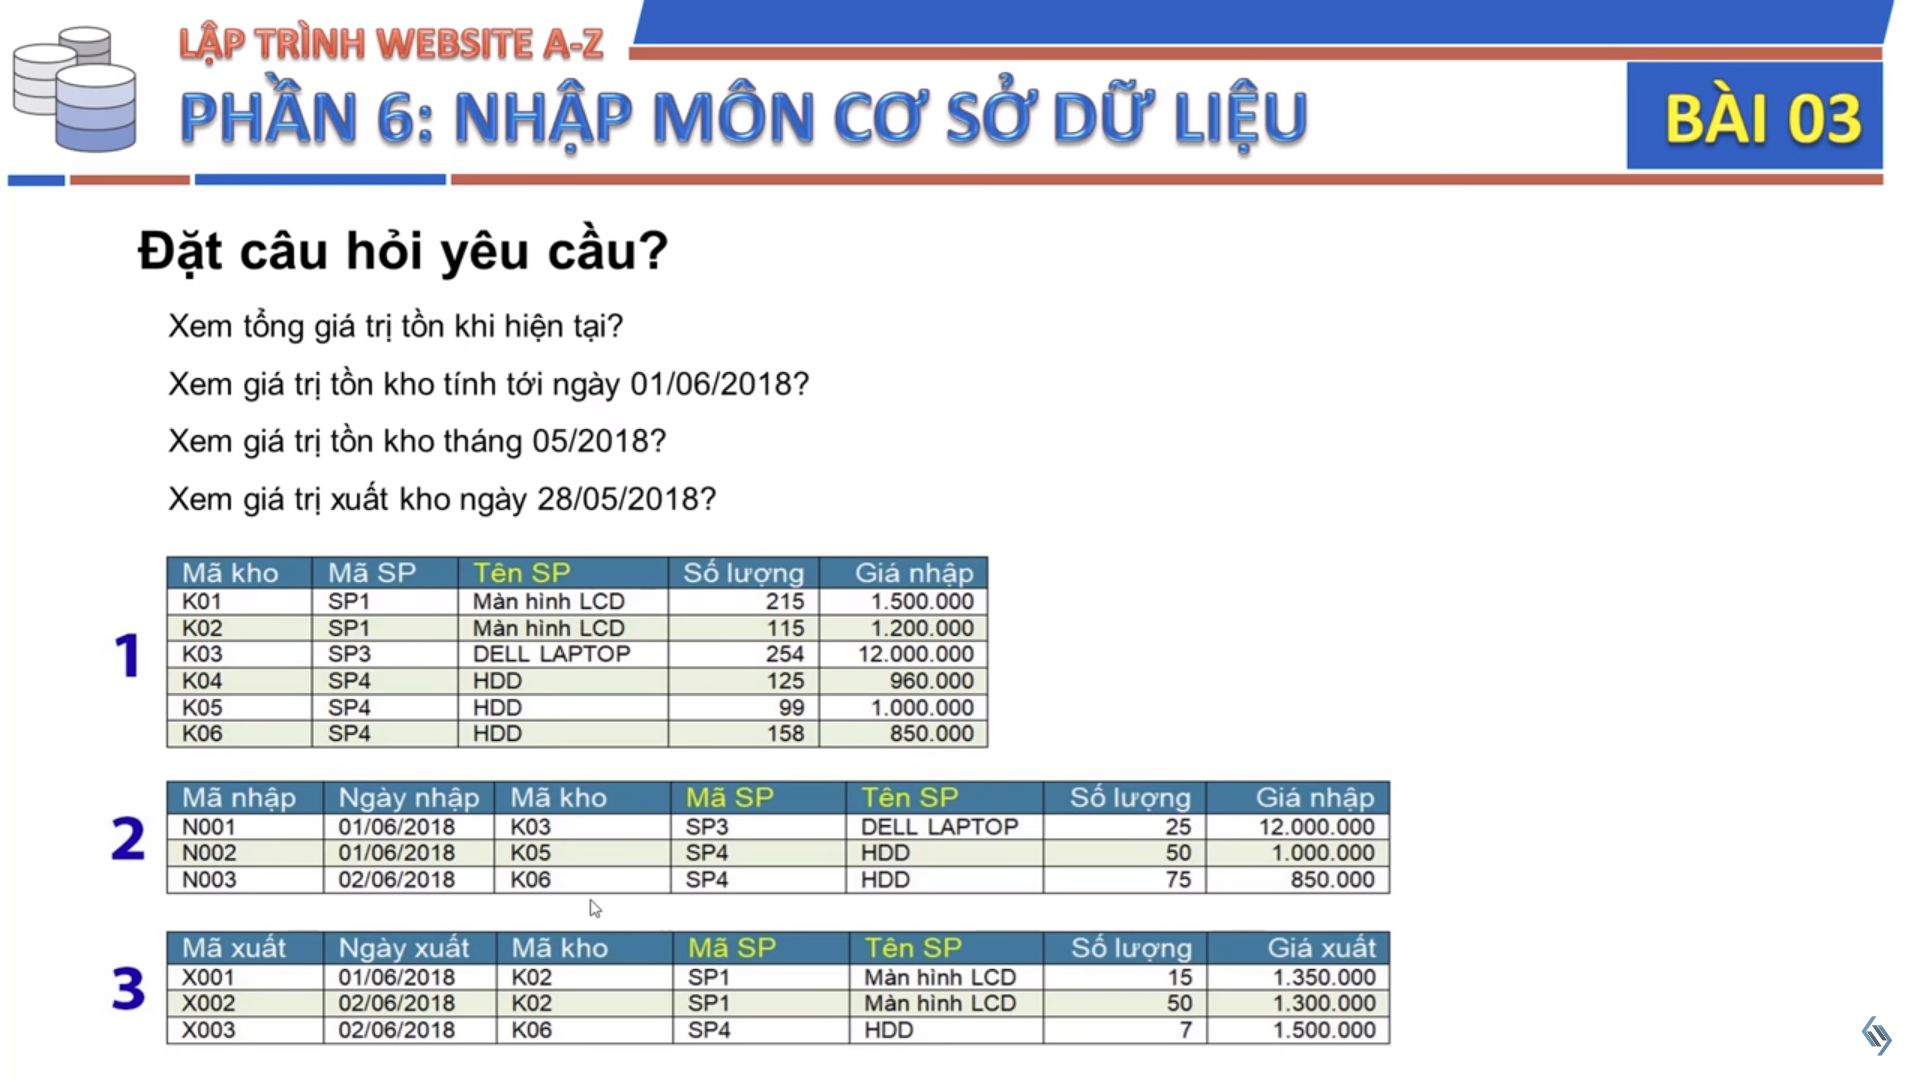 LẬP TRÌNH WEBSITE A-Z
PHẦN 6: NHẬP MÔN CƠ SỞ DỮ LIỆU
BÀI 03
Đặt câu hỏi yêu cầu?
Xem tổng giá trị tồn khi hiện tại?
Xem giá trị tồn kho tính tới ngày 01/06/2018?
Xem giá trị tồn kho tháng 05/2018?
Xem giá trị xuất kho ngày 28/05/2018?
1
Mã kho Mã SP Tên SP Số lượng Giá nhập
K01 SP1 Màn hình LCD 215 1.500.000
K02 SP1 Màn hình LCD 115 1.200.000
K03 SP3 DELL LAPTOP 254 12.000.000
K04 SP4 HDD 125 960.000
K05 SP4 HDD 99 1.000.000
K06 SP4 HDD 158 850.000
2
Mã nhập Ngày nhập Mã kho Mã SP Tên SP Số lượng Giá nhập
N001 01/06/2018 K03 SP3 DELL LAPTOP 25 12.000.000
N002 01/06/2018 K05 SP4 HDD 50 1.000.000
N003 02/06/2018 K06 SP4 HDD 75 850.000
3
Mã xuất Ngày xuất Mã kho Mã SP Tên SP Số lượng Giá xuất
X001 01/06/2018 K02 SP1 Màn hình LCD 15 1.350.000
X002 02/06/2018 K02 SP1 Màn hình LCD 50 1.300.000
X003 02/06/2018 K06 SP4 HDD 7 1.500.000